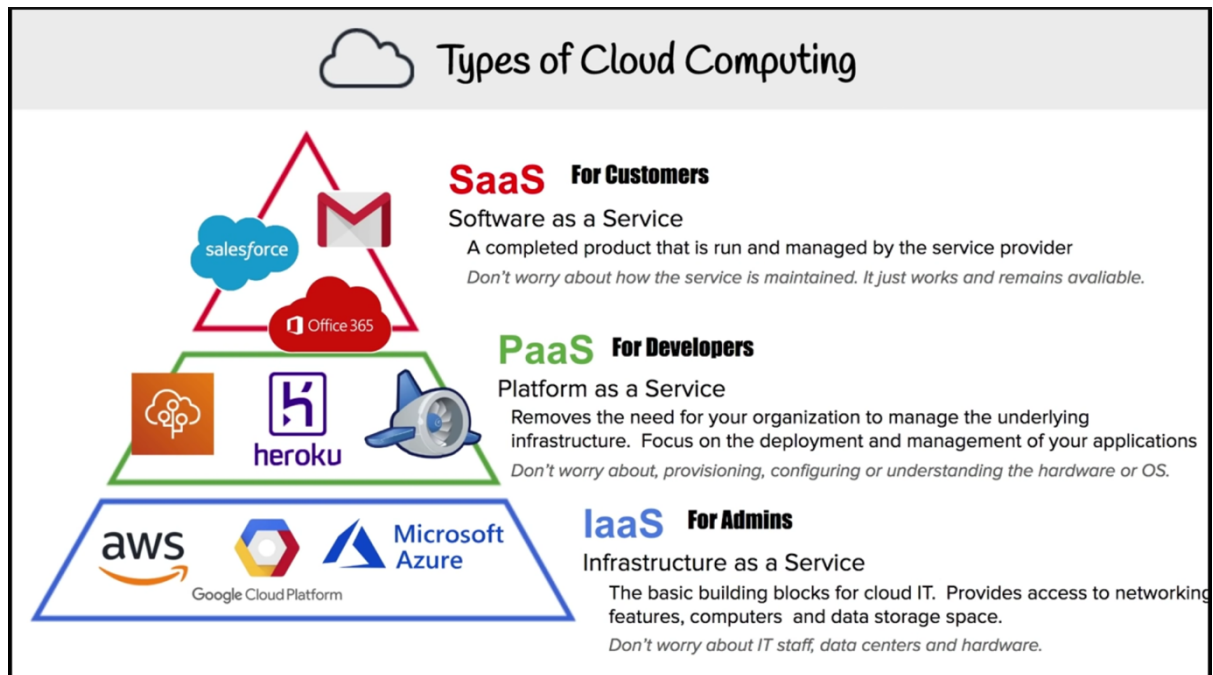 Types of Cloud Computing
SaaS For Customers
Software as a Service
A completed product that is run and managed by the service provider
Don't worry about how the service is maintained. It just works and remains avaliable.
salesforce
Office 365
PaaS For Developers
Platform as a Service
Removes the need for your organization to manage the underlying
infrastructure. Focus on the deployment and management of your applications
Don't worry about, provisioning, configuring or understanding the hardware or OS.
heroku
IaaS For Admins
Infrastructure as a Service
The basic building blocks for cloud IT. Provides access to networking
features, computers and data storage space.
Don't worry about IT staff, data centers and hardware.
aws
Google Cloud Platform
Microsoft
Azure